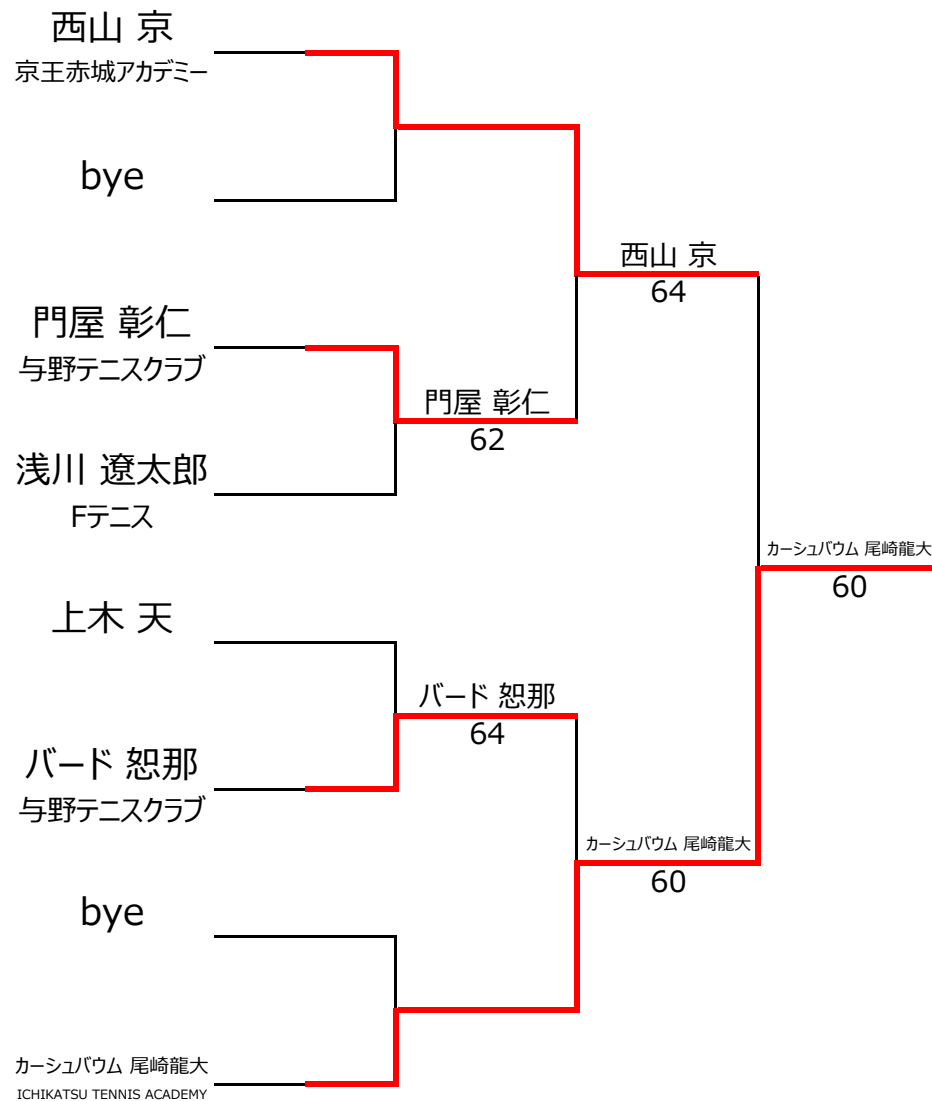 西山 京
京王赤城アカデミー
bye
門屋 彰仁
与野テニスクラブ
浅川 遼太郎
Fテニス
上木 天
バード 恕那
与野テニスクラブ
bye
カーシュバウム 尾崎龍大
ICHIKATSU TENNIS ACADEMY
門屋 彰仁
62
バード 恕那
64
西山 京
64
カーシュバウム 尾崎龍大
60
カーシュバウム 尾崎龍大
60